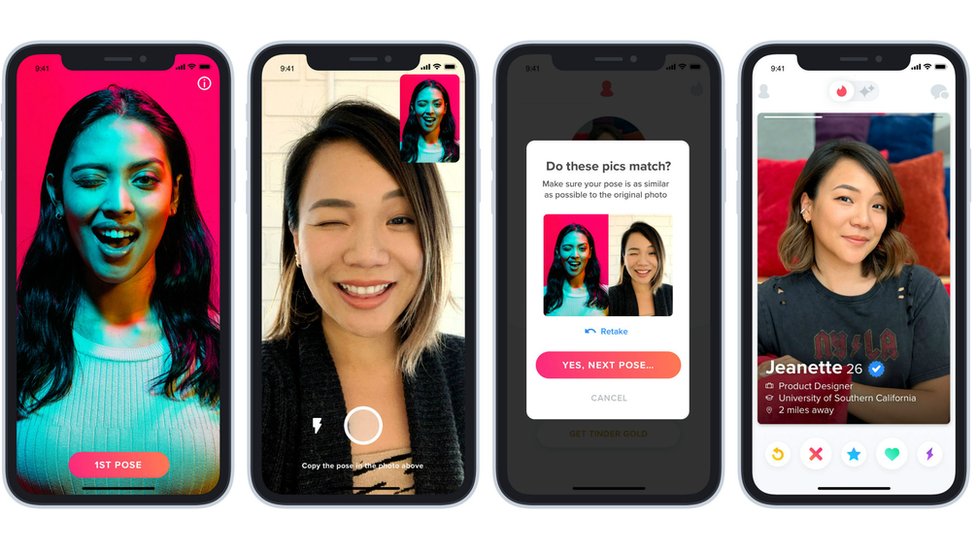 9:41
1ST POSE
9:41
Copy the pose in the photo above
9:41
Do these pics match?
Make sure your pose is as similar
as possible to the original photo
Retake
YES, NEXT POSE...
CANCEL
GET TINDER GOLD
9:41
NY LA
Jeanette 26
Product Designer
University of Southern California
2 miles away